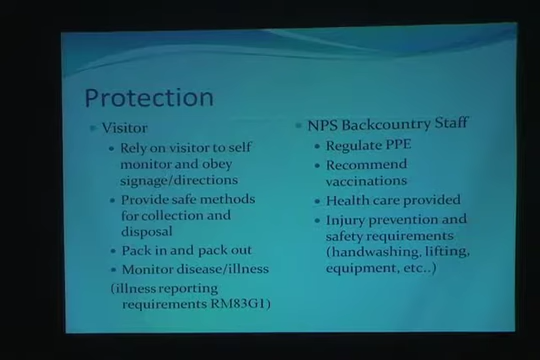 Protection
Visitor
Rely on visitor to self
monitor and obey
signage/directions
Provide safe methods
for collection and
disposal
Pack in and pack out
Monitor disease/illness
(illness reporting
requirements RM83G1)
NPS Backcountry Staff
Regulate PPE
Recommend
vaccinations
Health care provided
Injury prevention and
safety requirements
(handwashing, lifting,
equipment, etc..)